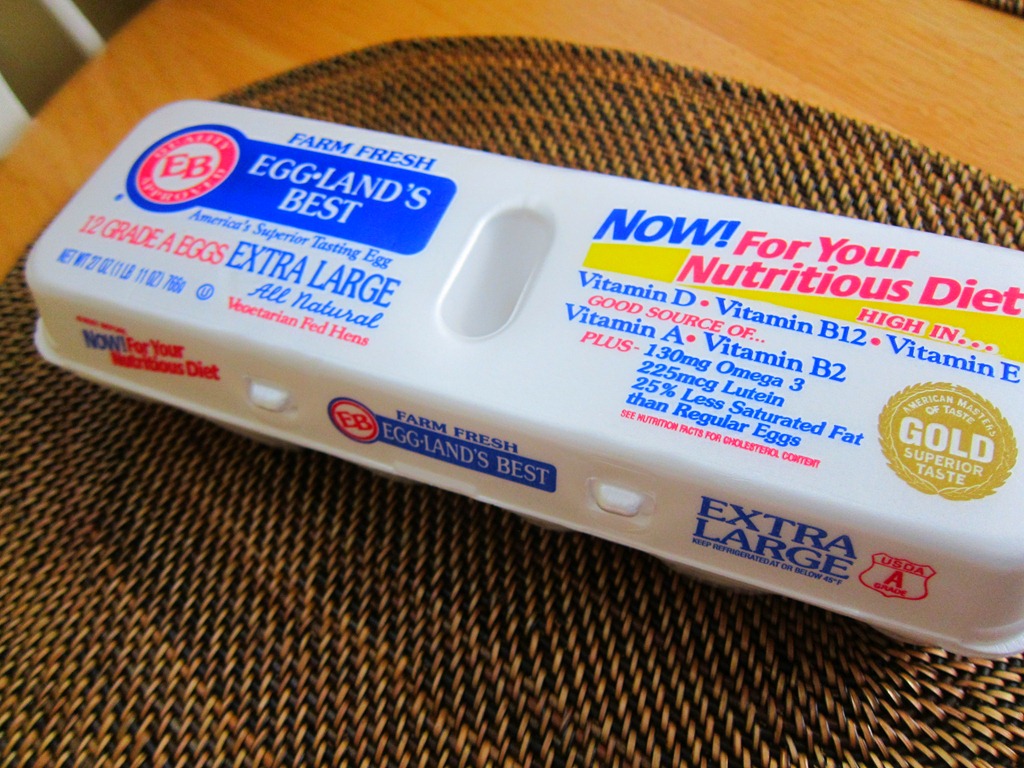 FARM FRESH
QUALITY
EB
APPROVED
EGG•LAND'S
BEST
America's Superior Tasting Egg
12 GRADE A EGGS EXTRA LARGE
NET WT 27 OZ (1 LB 11 OZ) 766g
U
All Natural
Vegetarian Fed Hens
NOW! For Your
Nutritious Diet
HIGH IN...
Vitamin D • Vitamin B12 • Vitamin E
GOOD SOURCE OF...
Vitamin A • Vitamin B2
PLUS - 130mg Omega 3
225mcg Lutein
25% Less Saturated Fat
than Regular Eggs
SEE NUTRITION FACTS FOR CHOLESTEROL CONTENT
AMERICAN MASTERS
OF TASTE
GOLD
SUPERIOR
TASTE
NOW! For Your
Nutritious Diet
EB
FARM FRESH
EGG•LAND'S BEST
EXTRA
LARGE
KEEP REFRIGERATED AT OR BELOW 45°F
USDA
A
GRADE